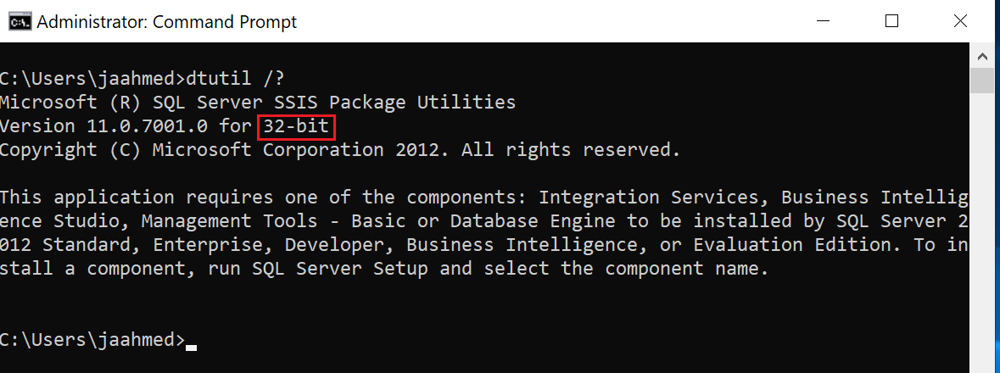 Administrator: Command Prompt
C:\Users\jaahmed>dtutil /?
Microsoft (R) SQL Server SSIS Package Utilities
Version 11.0.7001.0 for 32-bit
Copyright (C) Microsoft Corporation 2012. All rights reserved.
This application requires one of the components: Integration Services, Business Intellig
ence Studio, Management Tools - Basic or Database Engine to be installed by SQL Server 2
012 Standard, Enterprise, Developer, Business Intelligence, or Evaluation Edition. To in
stall a component, run SQL Server Setup and select the component name.
C:\Users\jaahmed>